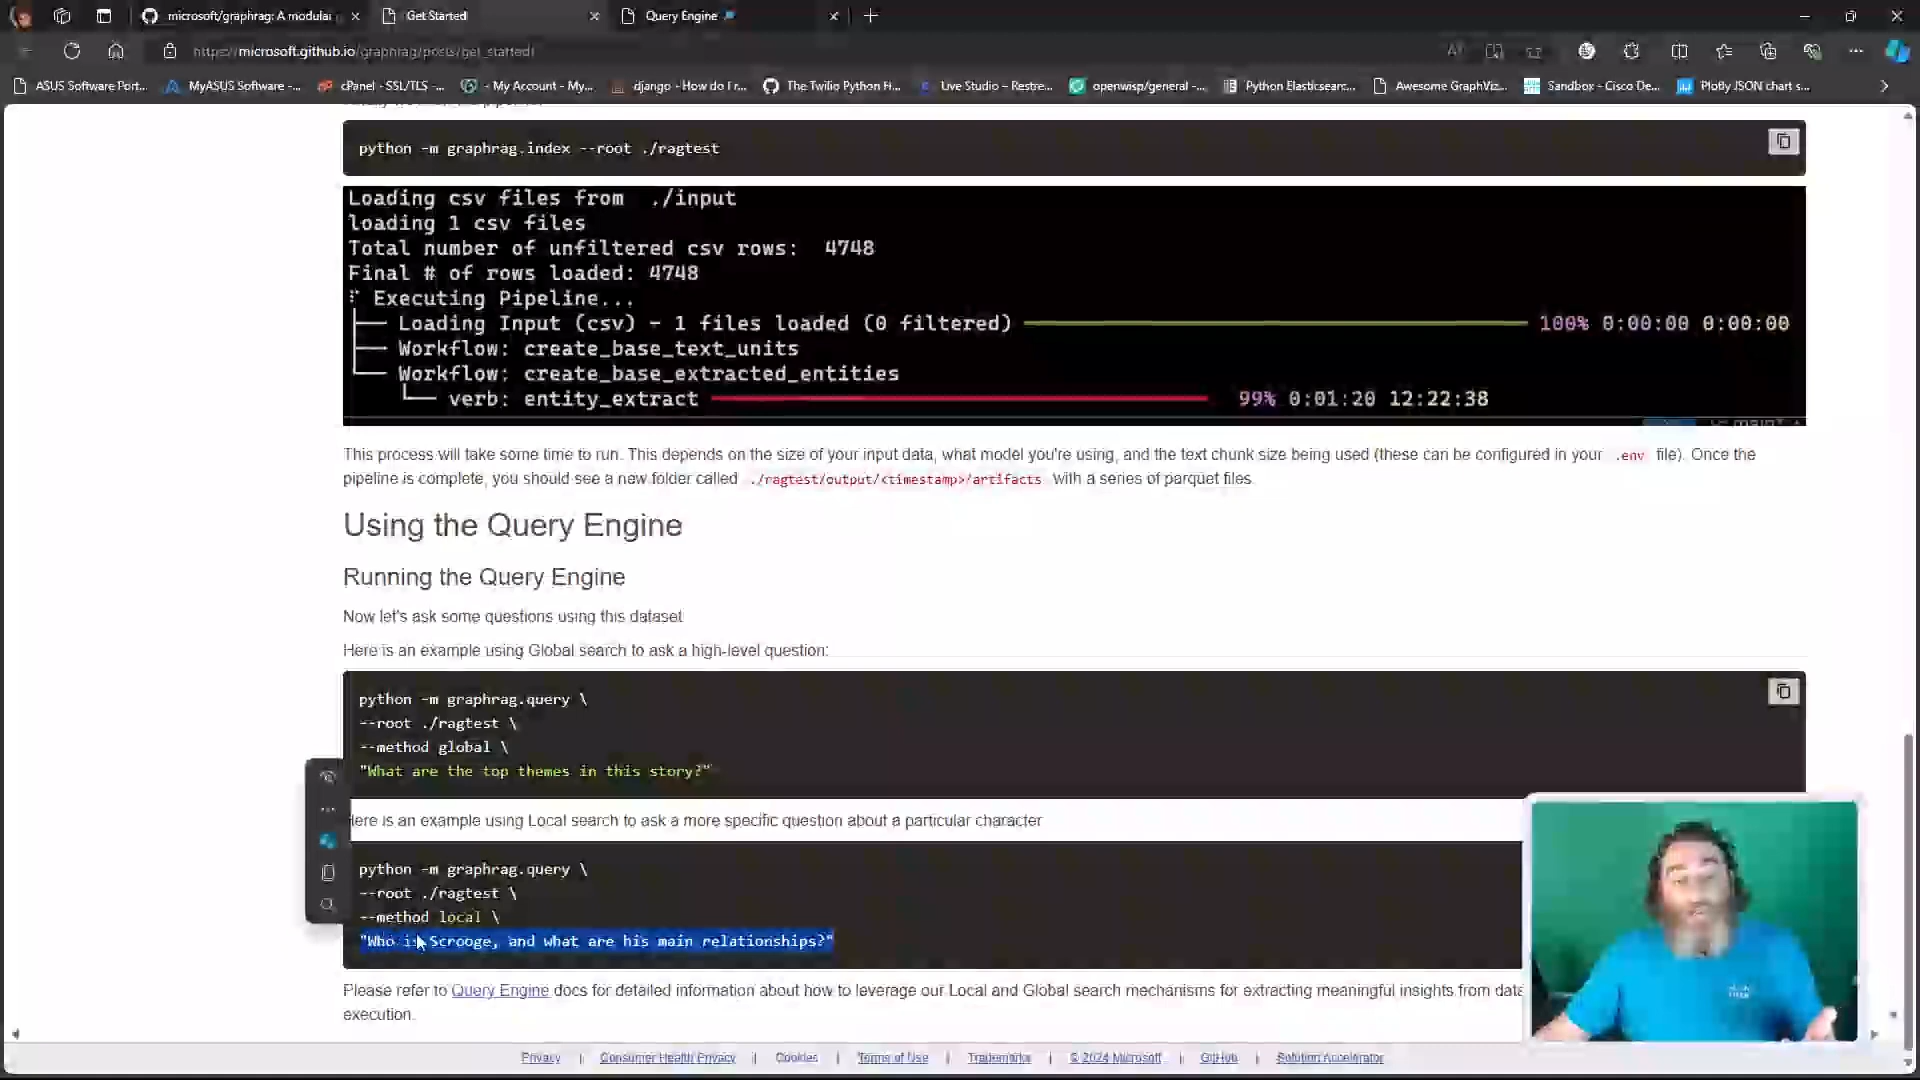 microsoft/graphrag: A modular
Get Started
Query Engine
https://microsoft.github.io/graphrag/posts/get_started/
ASUS Software Port...
MyASUS Software -...
cPanel - SSL/TLS -...
- My Account - My...
django - How do I r...
The Twilio Python H...
Live Studio – Restre...
openwisp/general -...
Python Elasticsearc...
Awesome GraphViz...
Sandbox - Cisco De...
Plotly JSON chart s...
python -m graphrag.index --root ./ragtest
Loading csv files from ./input
loading 1 csv files
Total number of unfiltered csv rows: 4748
Final # of rows loaded: 4748
Executing Pipeline...
Loading Input (csv) - 1 files loaded (0 filtered) 100% 0:00:00 0:00:00
Workflow: create_base_text_units
Workflow: create_base_extracted_entities
verb: entity_extract 99% 0:01:20 12:22:38
This process will take some time to run. This depends on the size of your input data, what model you're using, and the text chunk size being used (these can be configured in your .env file). Once the
pipeline is complete, you should see a new folder called ./ragtest/output/<timestamp>/artifacts with a series of parquet files.
Using the Query Engine
Running the Query Engine
Now let's ask some questions using this dataset.
Here is an example using Global search to ask a high-level question:
python -m graphrag.query \
--root ./ragtest \
--method global \
"What are the top themes in this story?"
Here is an example using Local search to ask a more specific question about a particular character
python -m graphrag.query \
--root ./ragtest \
--method local \
"Who is Scrooge, and what are his main relationships?"
Please refer to Query Engine docs for detailed information about how to leverage our Local and Global search mechanisms for extracting meaningful insights from data
execution.
Privacy | Consumer Health Privacy | Cookies | Terms of Use | Trademarks | © 2024 Microsoft | GitHub | Solution Accelerator